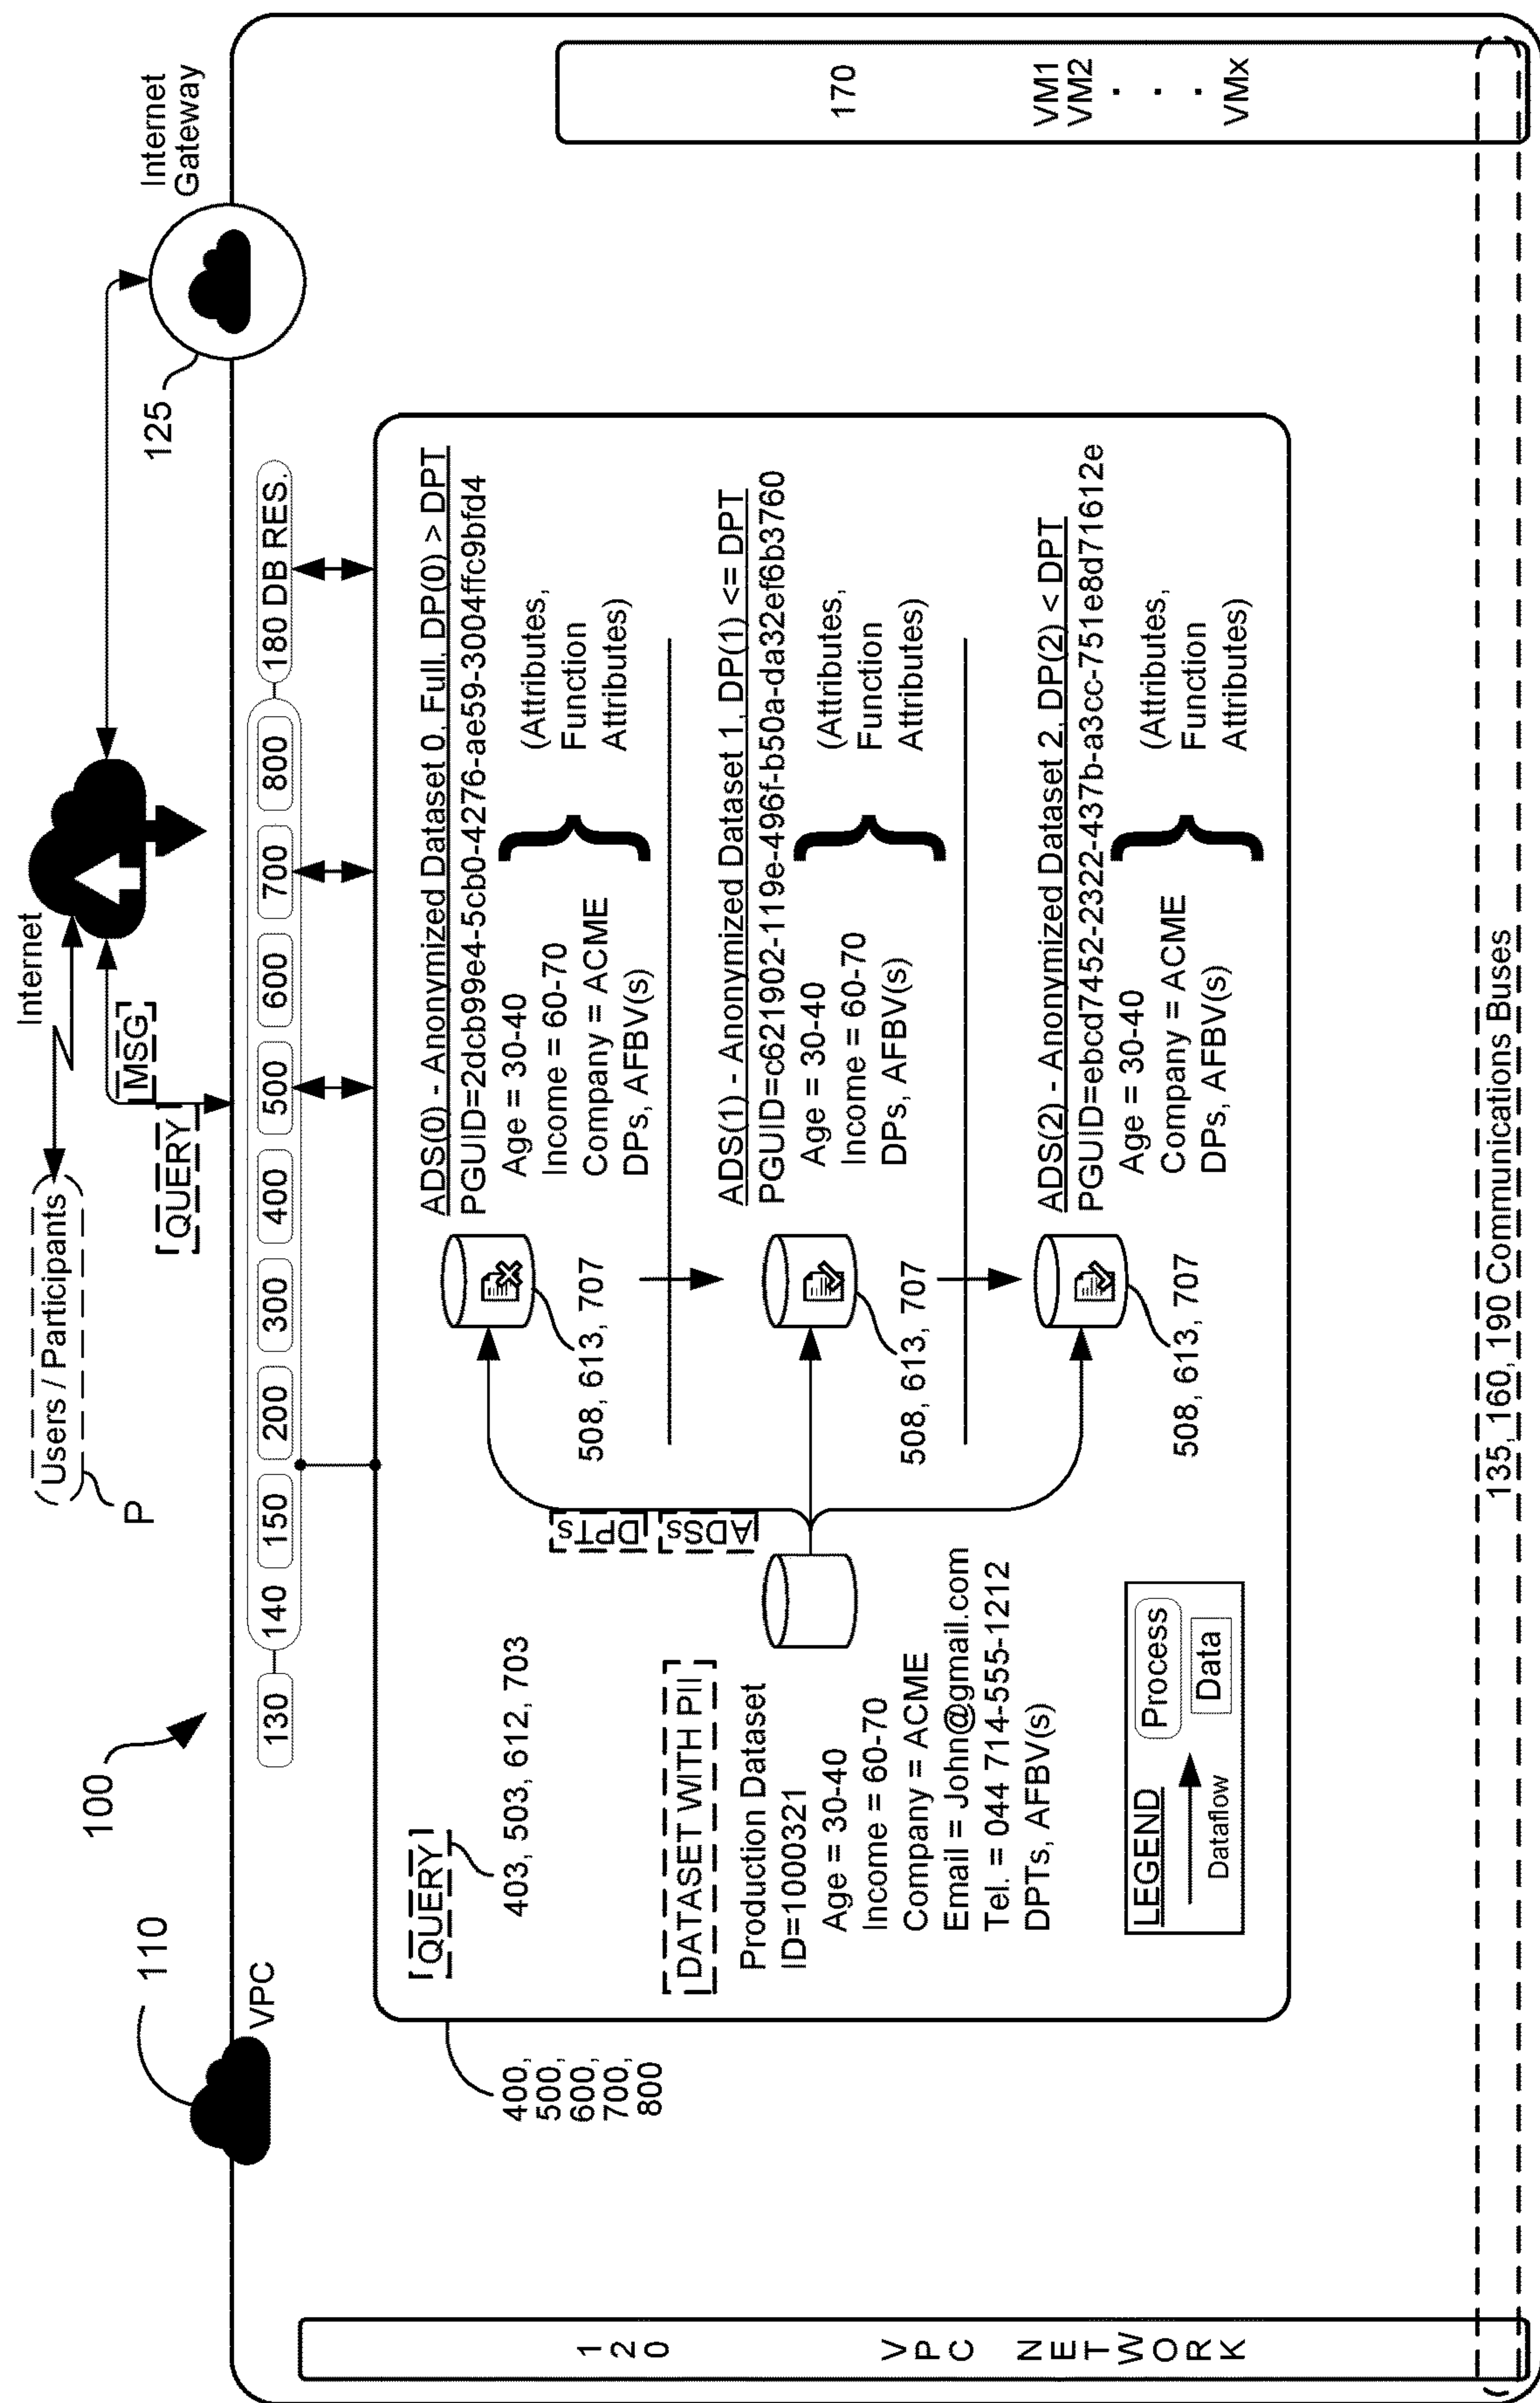 Users / Participants
P
Internet
MSG
QUERY
Internet
Gateway
125
100
110
VPC
130
140
150
200
300
400
500
600
700
800
180 DB RES.
400,
500,
600,
700,
800
QUERY
403, 503, 612, 703
DATASET WITH PII
Production Dataset
ID=1000321
Age = 30-40
Income = 60-70
Company = ACME
Email = John@gmail.com
Tel. = 044 714-555-1212
DPTs, AFBV(s)
DPTs
ADSs
ADS(0) - Anonymized Dataset 0, Full, DP(0) > DPT
PGUID=2dcb99e4-5cb0-4276-ae59-3004ffc9bfd4
Age = 30-40
Income = 60-70
Company = ACME
DPs, AFBV(s)
(Attributes,
Function
Attributes)
508, 613, 707
ADS(1) - Anonymized Dataset 1, DP(1) <= DPT
PGUID=c621902-119e-496f-b50a-da32ef6b3760
Age = 30-40
Income = 60-70
DPs, AFBV(s)
(Attributes,
Function
Attributes)
508, 613, 707
ADS(2) - Anonymized Dataset 2, DP(2) < DPT
PGUID=ebcd7452-2322-437b-a3cc-751e8d71612e
Age = 30-40
Company = ACME
DPs, AFBV(s)
(Attributes,
Function
Attributes)
508, 613, 707
LEGEND
Dataflow
Process
Data
120 VPC NETWORK
170
VM1
VM2
.
.
.
VMx
135, 160, 190 Communications Buses